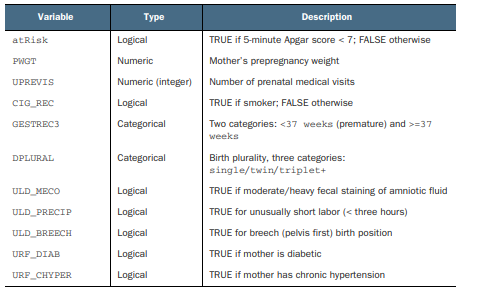 Variable Type Description
atRisk Logical TRUE if 5-minute Apgar score < 7; FALSE otherwise
PWGT Numeric Mother's prepregnancy weight
UPREVIS Numeric (integer) Number of prenatal medical visits
CIG_REC Logical TRUE if smoker; FALSE otherwise
GESTREC3 Categorical Two categories: <37 weeks (premature) and >=37
weeks
DPLURAL Categorical Birth plurality, three categories:
single/twin/triplet+
ULD_MECO Logical TRUE if moderate/heavy fecal staining of amniotic fluid
ULD_PRECIP Logical TRUE for unusually short labor (< three hours)
ULD_BREECH Logical TRUE for breech (pelvis first) birth position
URF_DIAB Logical TRUE if mother is diabetic
URF_CHYPER Logical TRUE if mother has chronic hypertension